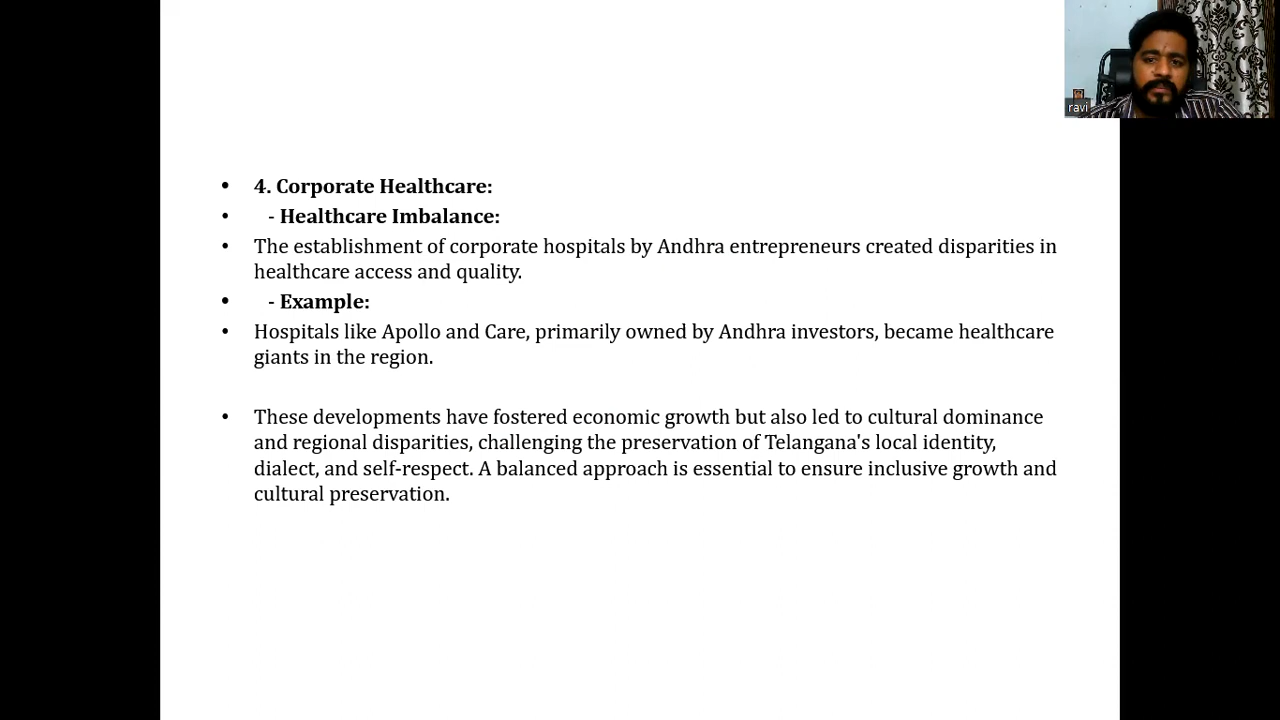 • 4. Corporate Healthcare:
• - Healthcare Imbalance:
• The establishment of corporate hospitals by Andhra entrepreneurs created disparities in
healthcare access and quality.
• - Example:
• Hospitals like Apollo and Care, primarily owned by Andhra investors, became healthcare
giants in the region.
• These developments have fostered economic growth but also led to cultural dominance
and regional disparities, challenging the preservation of Telangana's local identity,
dialect, and self-respect. A balanced approach is essential to ensure inclusive growth and
cultural preservation.
ravi